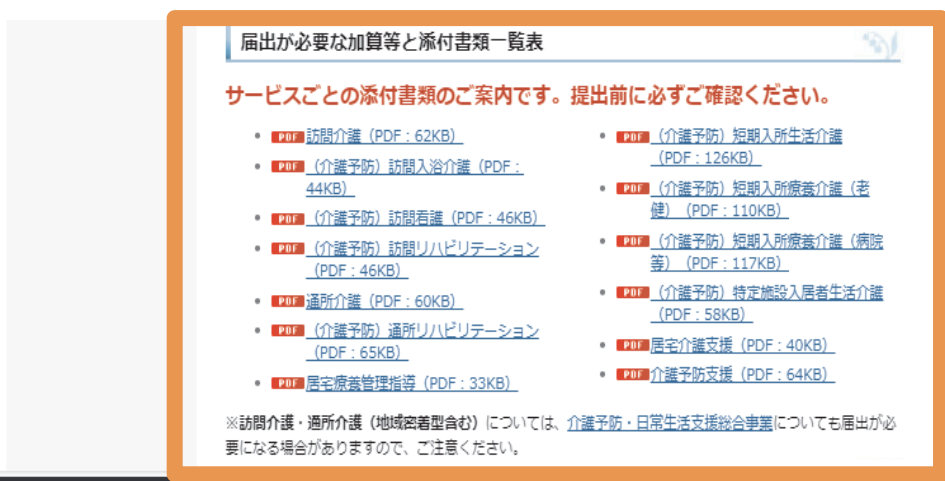 届出が必要な加算等と添付書類一覧表
サービスごとの添付書類のご案内です。提出前に必ずご確認ください。
PDF 訪問介護（PDF：62KB）
PDF （介護予防）訪問入浴介護（PDF：
44KB）
PDF （介護予防）訪問看護（PDF：46KB）
PDF （介護予防）訪問リハビリテーション
（PDF：46KB）
PDF 通所介護（PDF：60KB）
PDF （介護予防）通所リハビリテーション
（PDF：65KB）
PDF 居宅療養管理指導（PDF：33KB）
PDF （介護予防）短期入所生活介護
（PDF：126KB）
PDF （介護予防）短期入所療養介護（老
健）（PDF：110KB）
PDF （介護予防）短期入所療養介護（病院
等）（PDF：117KB）
PDF （介護予防）特定施設入居者生活介護
（PDF：58KB）
PDF 居宅介護支援（PDF：40KB）
PDF 介護予防支援（PDF：64KB）
※訪問介護・通所介護（地域密着型含む）については、介護予防・日常生活支援総合事業についても届出が必
要になる場合がありますので、ご注意ください。